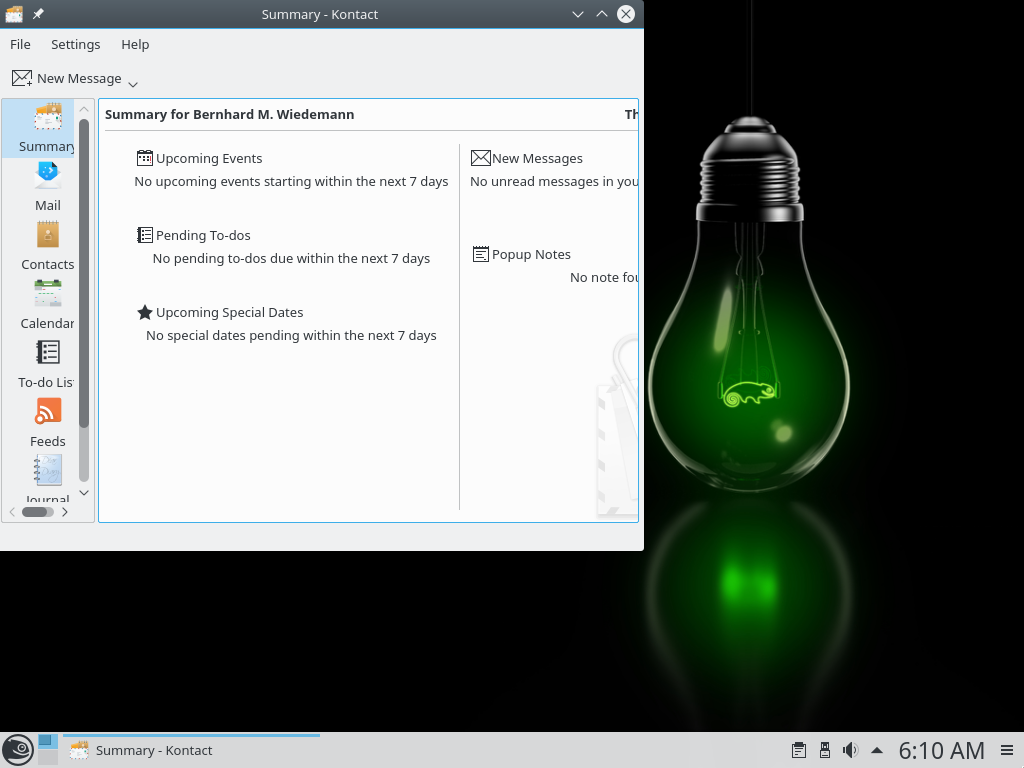 Summary - Kontact
File Settings Help
New Message
Summary for Bernhard M. Wiedemann Th
Summary
Mail
Contacts
Calendar
To-do Lis
Feeds
Journal
Upcoming Events
No upcoming events starting within the next 7 days
Pending To-dos
No pending to-dos due within the next 7 days
Upcoming Special Dates
No special dates pending within the next 7 days
New Messages
No unread messages in you
Popup Notes
No note fou
Summary - Kontact
6:10 AM